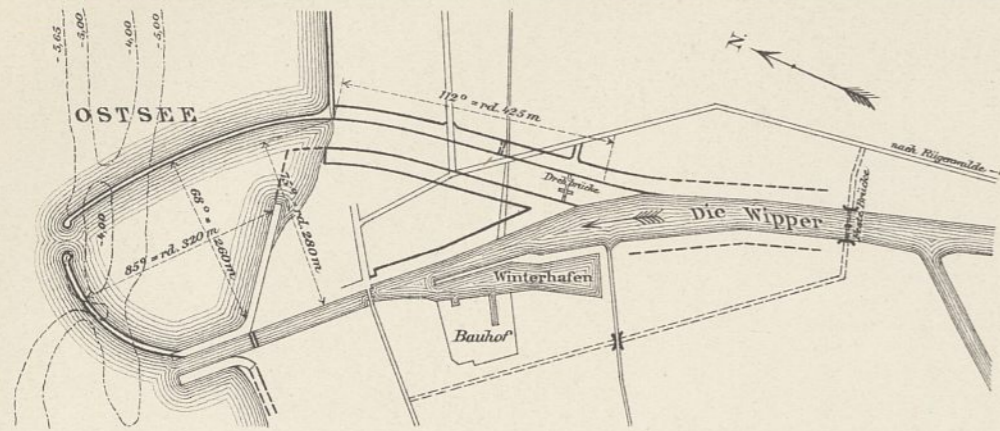 - 5,65
- 5,00
- 4,00
- 5,00
N.
OSTSEE
112° = rd. 425 m
nach Rügenwalde
Drehbrücke
68° = 260 m
75° = rd. 280 m
- 4,00
85° = rd. 320 m
Die Wipper
Brücke
Winterhafen
Bauhof